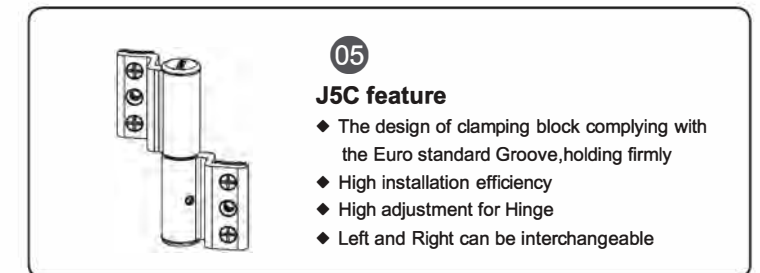 05
J5C feature
◆ The design of clamping block complying with
the Euro standard Groove,holding firmly
◆ High installation efficiency
◆ High adjustment for Hinge
◆ Left and Right can be interchangeable